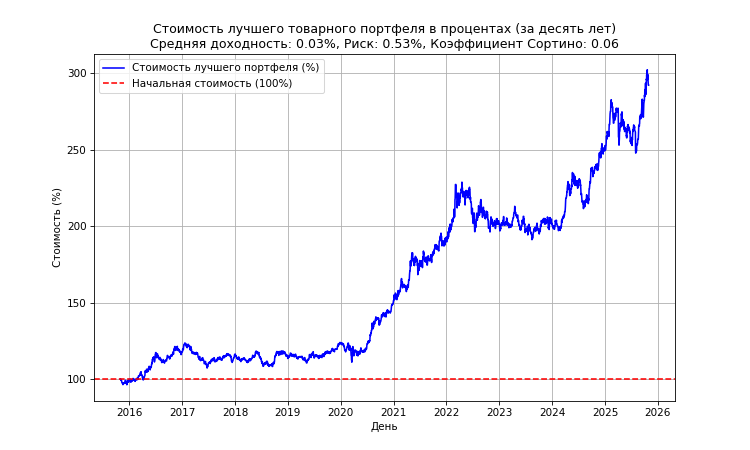 Стоимость лучшего товарного портфеля в процентах (за десять лет)
Средняя доходность: 0.03%, Риск: 0.53%, Коэффициент Сортино: 0.06
Стоимость лучшего портфеля (%)
Начальная стоимость (100%)
Стоимость (%)
300
250
200
150
100
2016 2017 2018 2019 2020 2021 2022 2023 2024 2025 2026
День